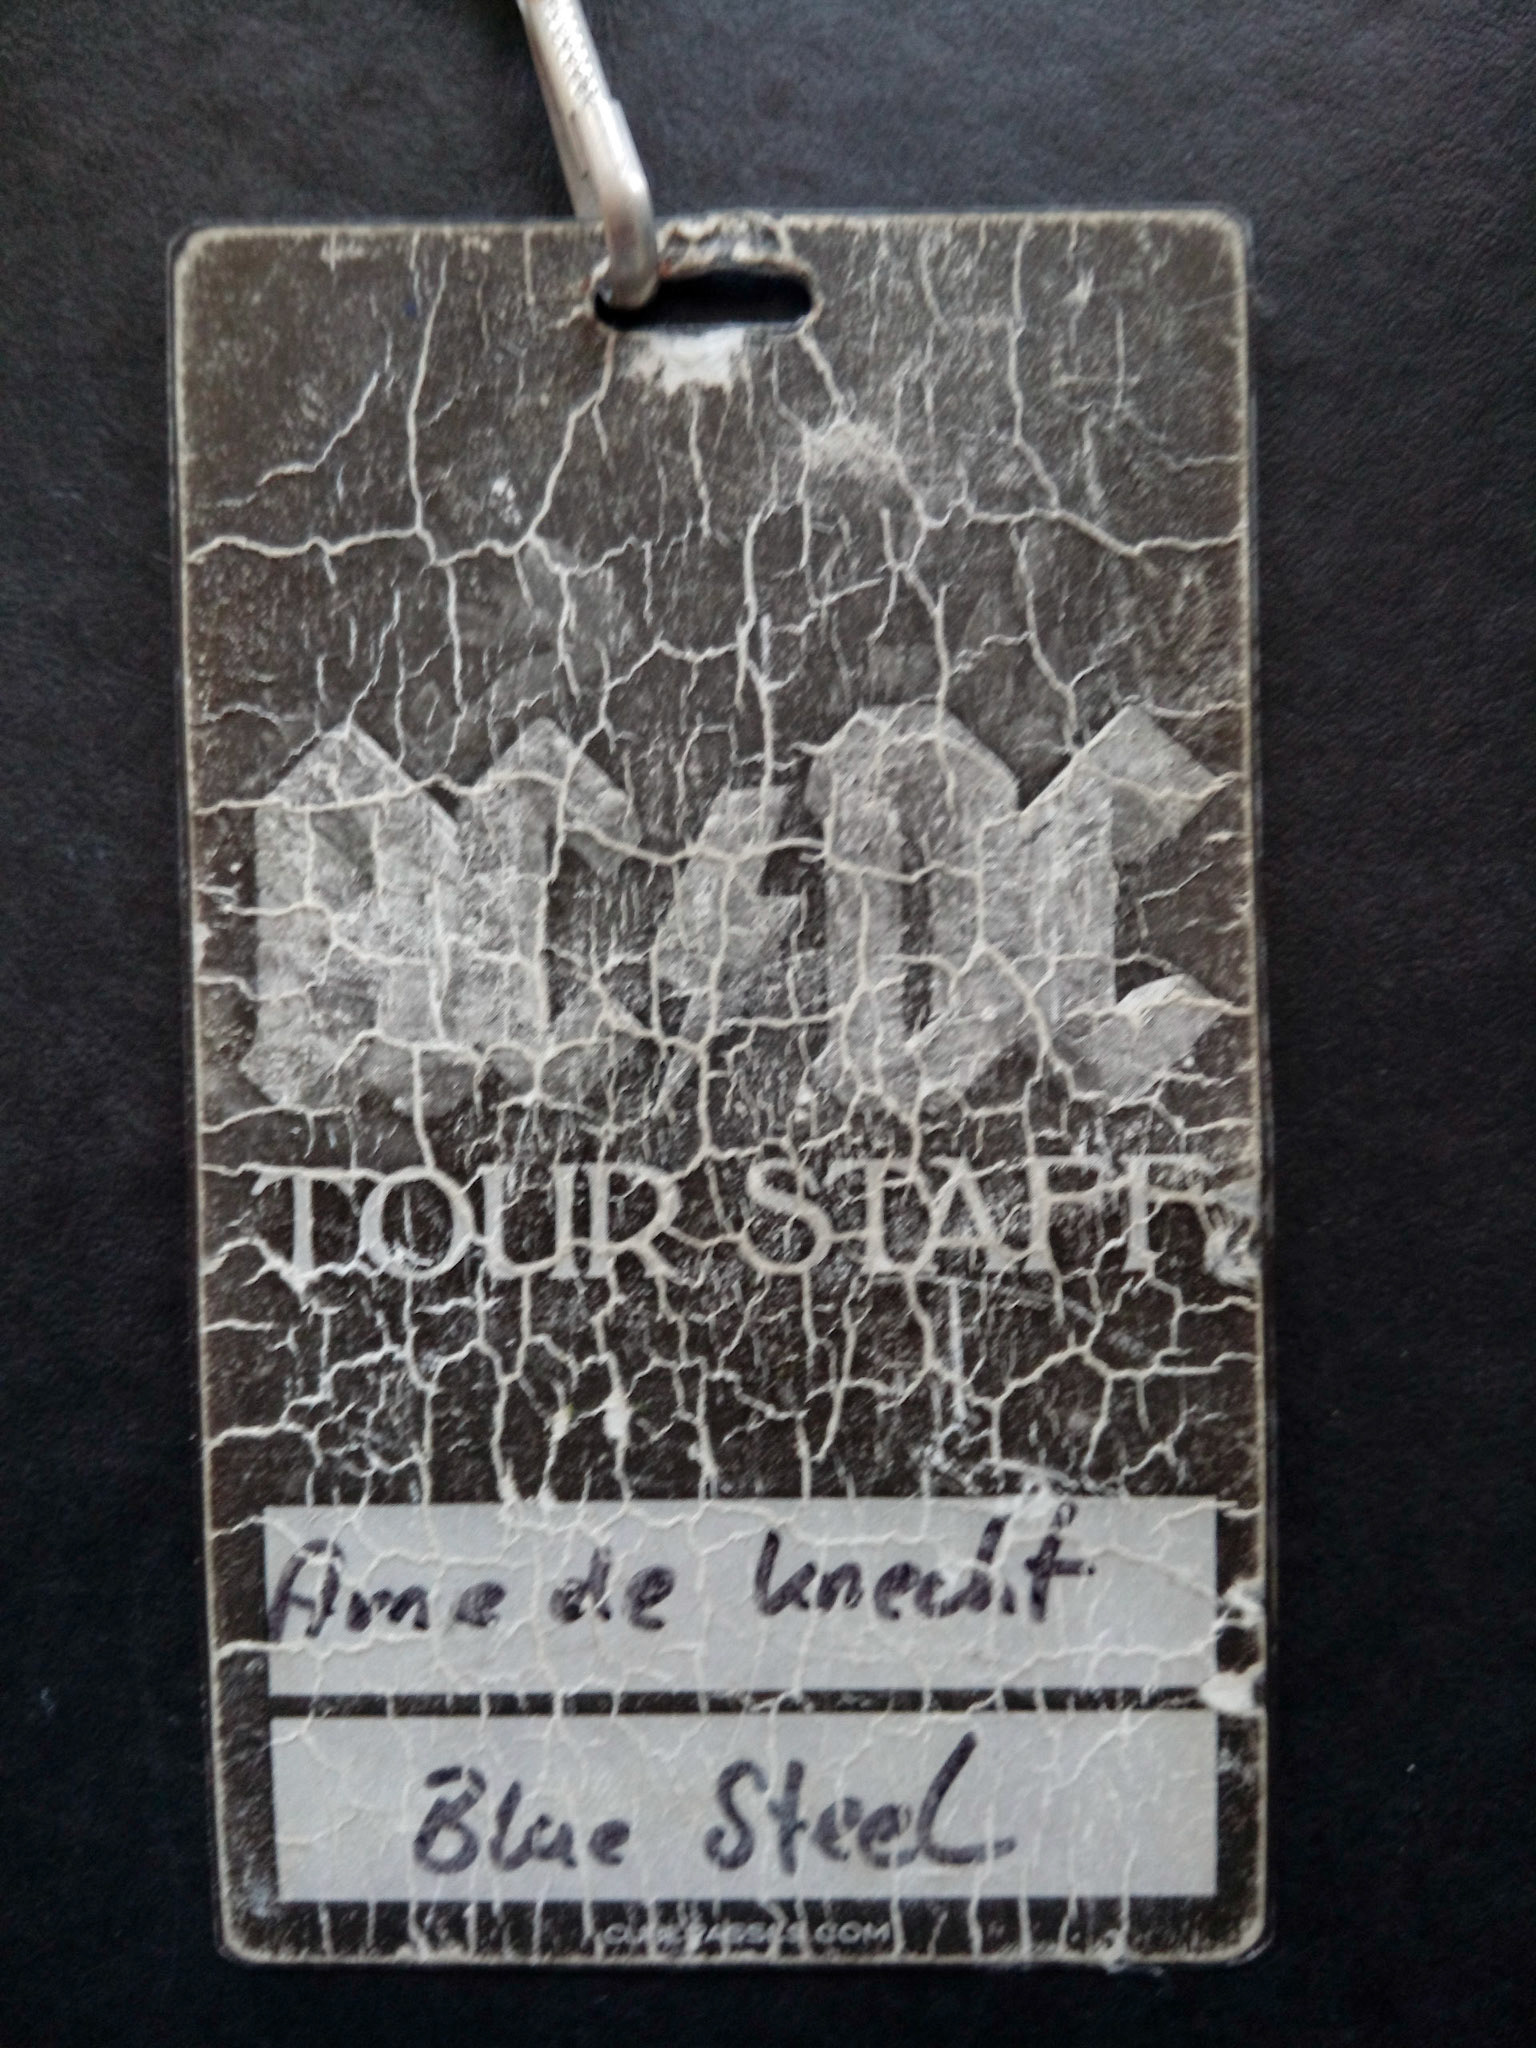 TOUR STAFF
Arne de knecht
Blue Steel